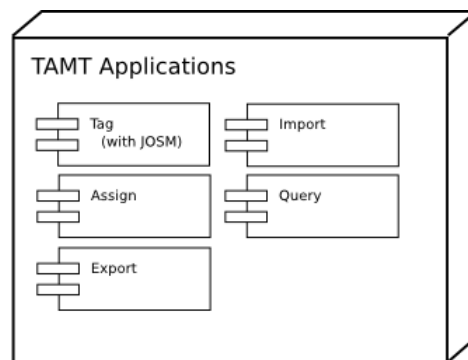 TAMT Applications
Tag
(with JOSM)
Import
Assign
Query
Export